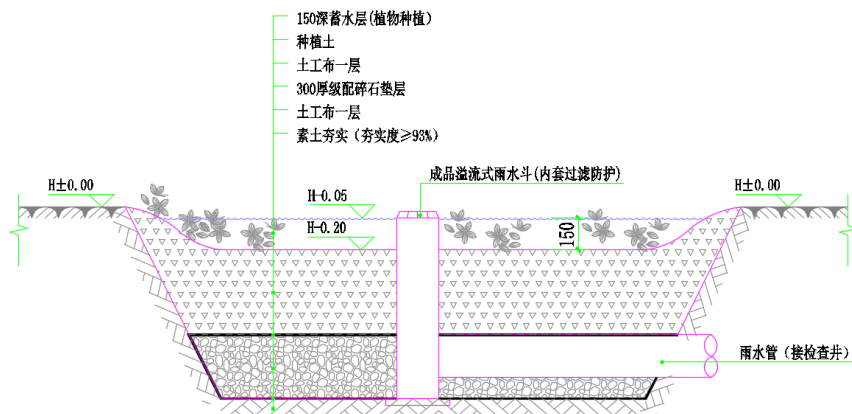 150深蓄水层(植物种植)
种植土
土工布一层
300厚级配碎石垫层
土工布一层
素土夯实（夯实度≥93%）
成品溢流式雨水斗(内套过滤防护)
H±0.00
H-0.05
H±0.00
H-0.20
150
雨水管（接检查井）